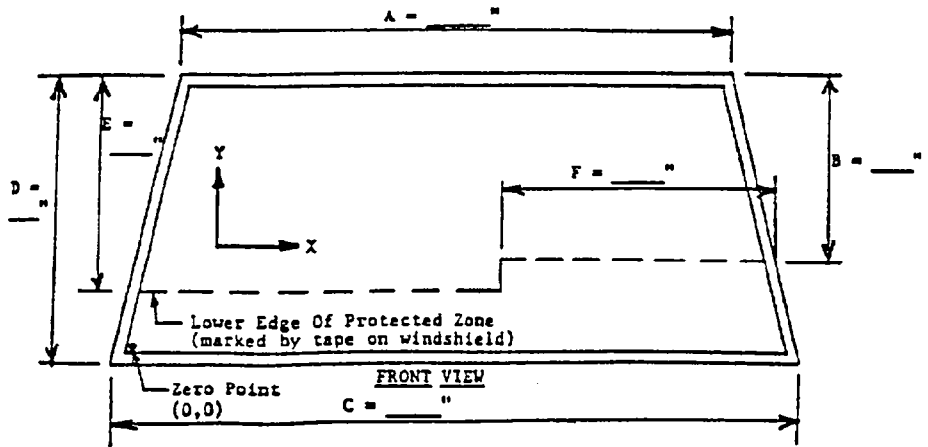 A = ____"
E = ____"
D = ____"
Y
F = ____"
B = ____"
X
Lower Edge Of Protected Zone
(marked by tape on windshield)
FRONT VIEW
Zero Point
(0,0)
C = ____"